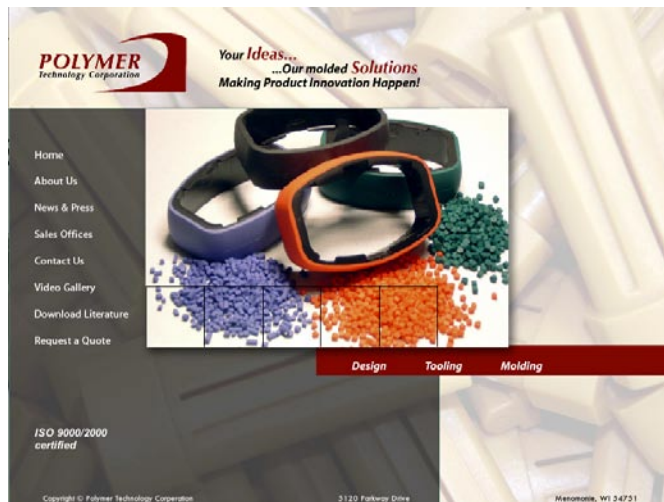 POLYMER
Technology Corporation
Your Ideas...
...Our molded Solutions
Making Product Innovation Happen!
Home
About Us
News & Press
Sales Offices
Contact Us
Video Gallery
Download Literature
Request a Quote
Design Tooling Molding
ISO 9000/2000
certified
Copyright © Polymer Technology Corporation 5120 Parkway Drive Menomonie, WI 54751